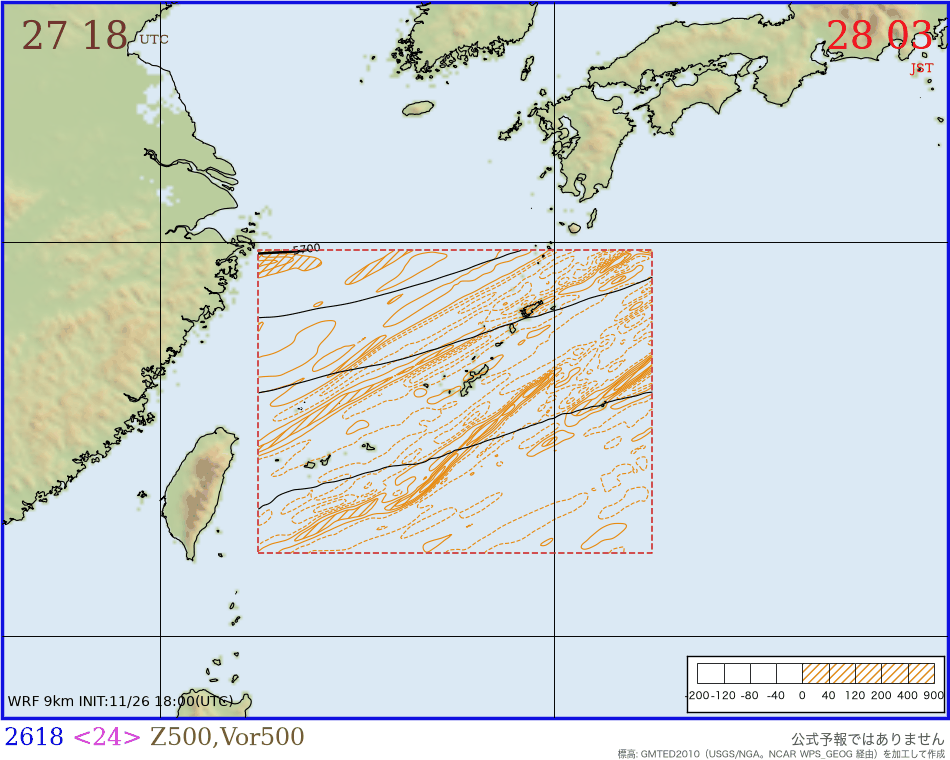 27 18 UTC
28 03
JST
5700
-200 -120 -80 -40 0 40 120 200 400 900
WRF 9km INIT:11/26 18:00(UTC)
2618 <24> Z500,Vor500
公式予報ではありません
標高: GMTED2010（USGS/NGA。NCAR WPS_GEOG 経由）を加工して作成